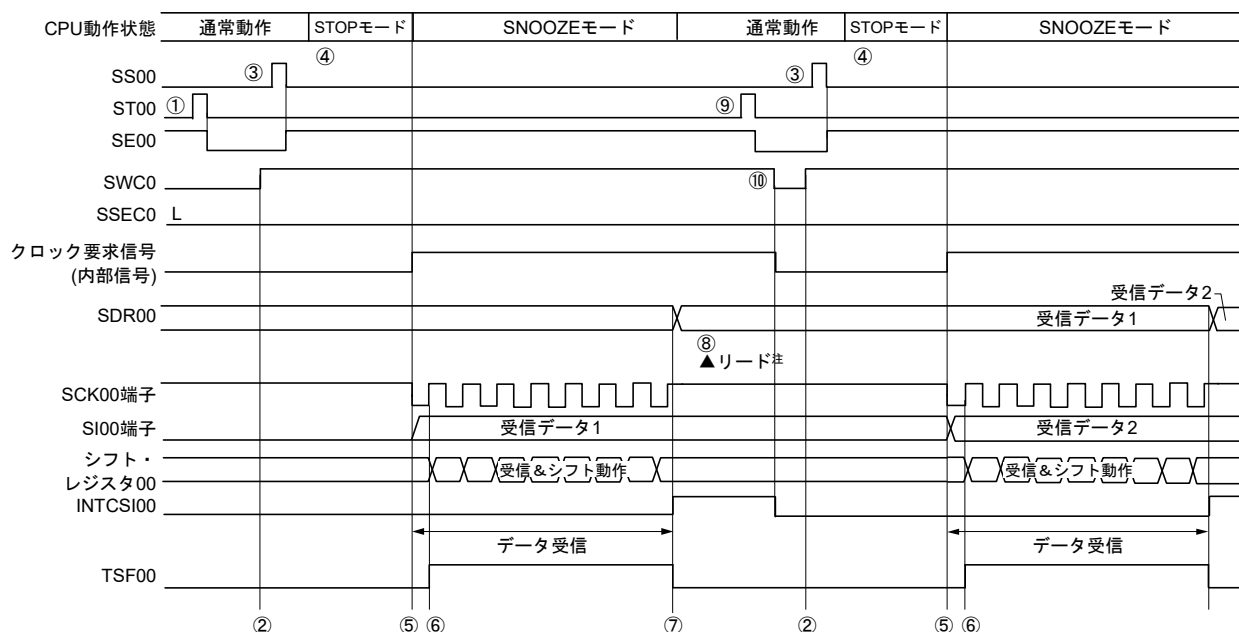 CPU動作状態 通常動作 STOPモード SNOOZEモード 通常動作 STOPモード SNOOZEモード
④ ④
SS00 ③ ③
ST00 ① ⑨
SE00
SWC0 ⑩
SSEC0 L
クロック要求信号
(内部信号)
受信データ2
SDR00 受信データ1
⑧
▲リード注
SCK00端子
SI00端子 受信データ1 受信データ2
シフト・
レジスタ00 受信&シフト動作 受信&シフト動作
INTCSI00
データ受信 データ受信
TSF00
② ⑤ ⑥ ⑦ ② ⑤ ⑥